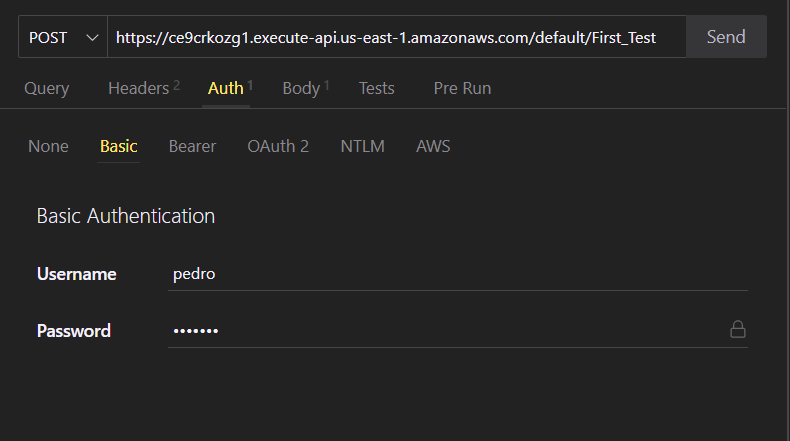 POST https://ce9crkozg1.execute-api.us-east-1.amazonaws.com/default/First_Test Send
Query Headers 2 Auth 1 Body 1 Tests Pre Run
None Basic Bearer OAuth 2 NTLM AWS
Basic Authentication
Username pedro
Password •••••••